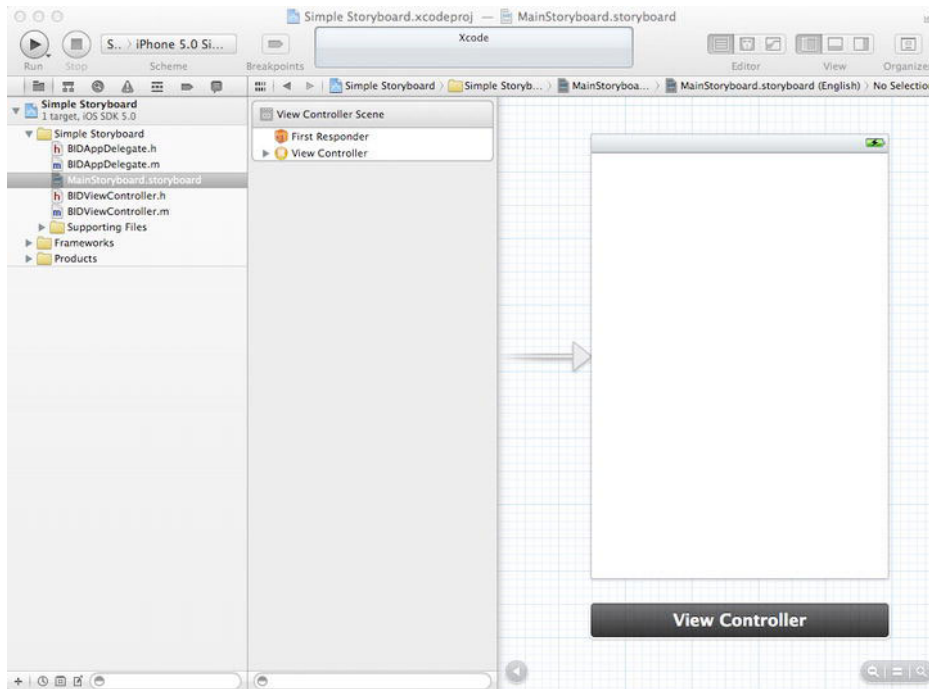 Simple Storyboard.xcodeproj — MainStoryboard.storyboard
S.. iPhone 5.0 Si...
Xcode
Run Stop Scheme Breakpoints Editor View Organizer
Simple Storyboard Simple Storyb... MainStoryboa... MainStoryboard.storyboard (English) No Selection
Simple Storyboard
1 target, iOS SDK 5.0
Simple Storyboard
h BIDAppDelegate.h
m BIDAppDelegate.m
MainStoryboard.storyboard
h BIDViewController.h
m BIDViewController.m
Supporting Files
Frameworks
Products
View Controller Scene
First Responder
View Controller
View Controller